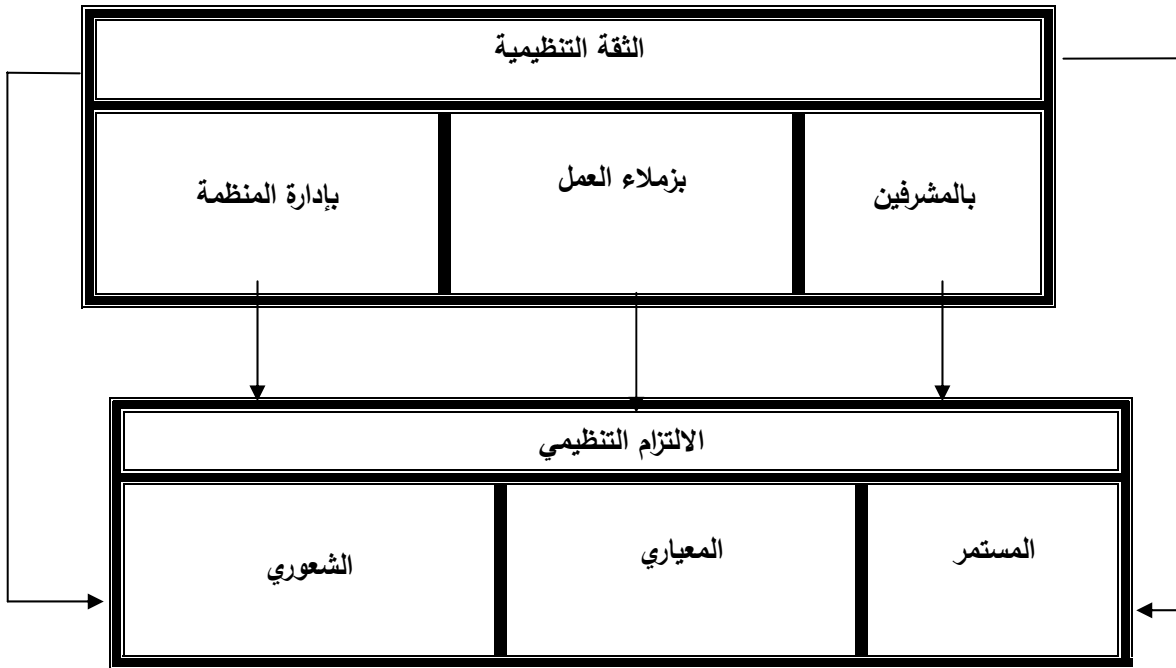 الثقة التنظيمية
بالمشرفين
بزملاء العمل
بإدارة المنظمة
الالتزام التنظيمي
المستمر
المعياري
الشعوري